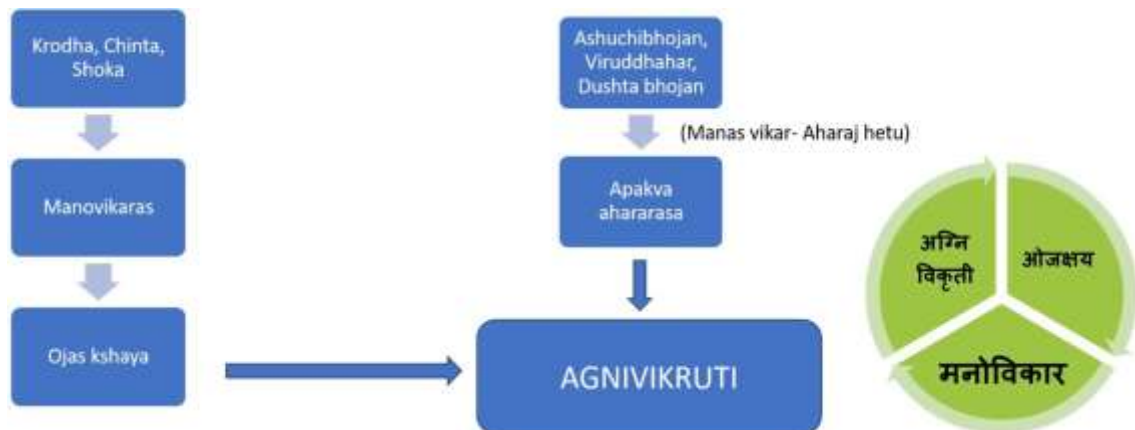 Krodha, Chinta,
Shoka
Manovikaras
Ojas kshaya
Ashuchibhojan,
Viruddhahar,
Dushta bhojan
(Manas vikar- Aharaj hetu)
Apakva
ahararasa
AGNIVIKRUTI
अग्नि
विकृती
ओजक्षय
मनोविकार